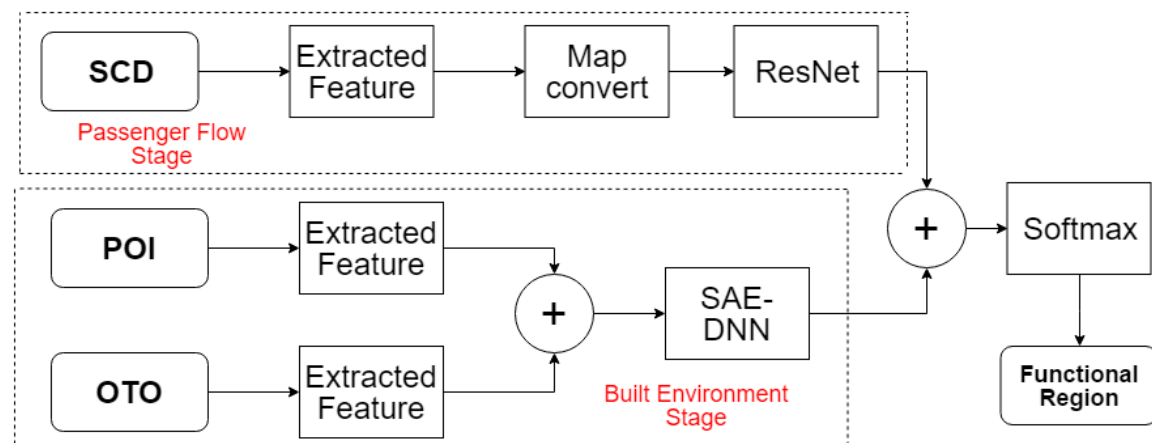 SCD
Extracted
Feature
Map
convert
ResNet
Passenger Flow
Stage
POI
Extracted
Feature
+
SAE-
DNN
OTO
Extracted
Feature
Built Environment
Stage
+
Softmax
Functional
Region